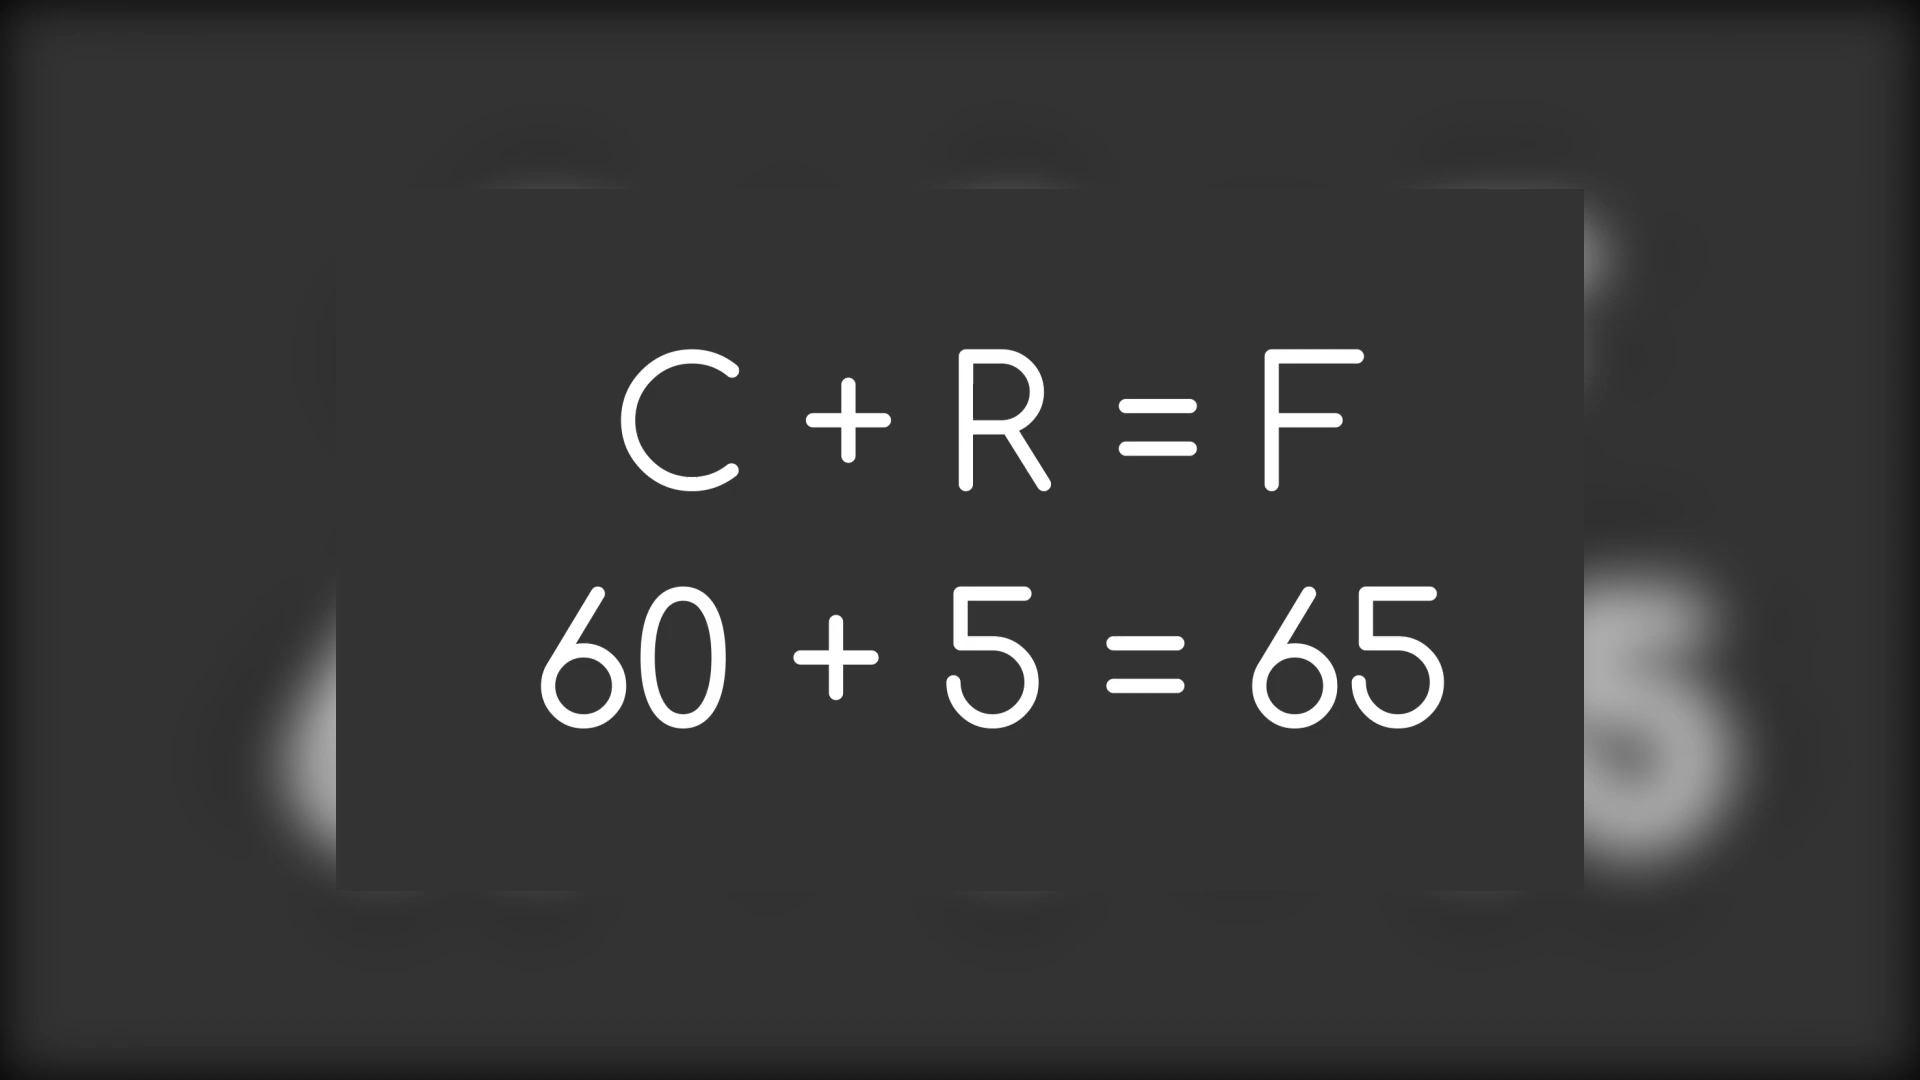 C + R = F
60 + 5 = 65